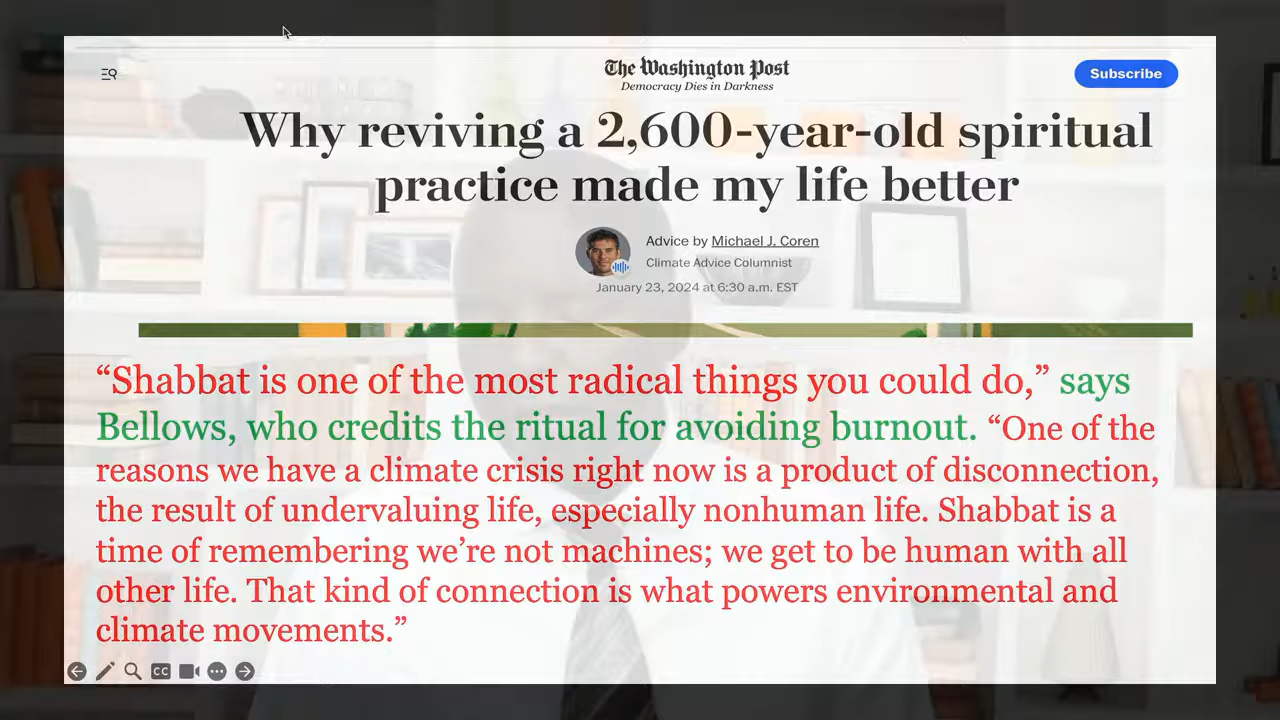 The Washington Post
Democracy Dies in Darkness
Subscribe
Why reviving a 2,600-year-old spiritual
practice made my life better
Advice by Michael J. Coren
Climate Advice Columnist
January 23, 2024 at 6:30 a.m. EST
“Shabbat is one of the most radical things you could do,” says
Bellows, who credits the ritual for avoiding burnout. “One of the
reasons we have a climate crisis right now is a product of disconnection,
the result of undervaluing life, especially nonhuman life. Shabbat is a
time of remembering we’re not machines; we get to be human with all
other life. That kind of connection is what powers environmental and
climate movements.”
CC